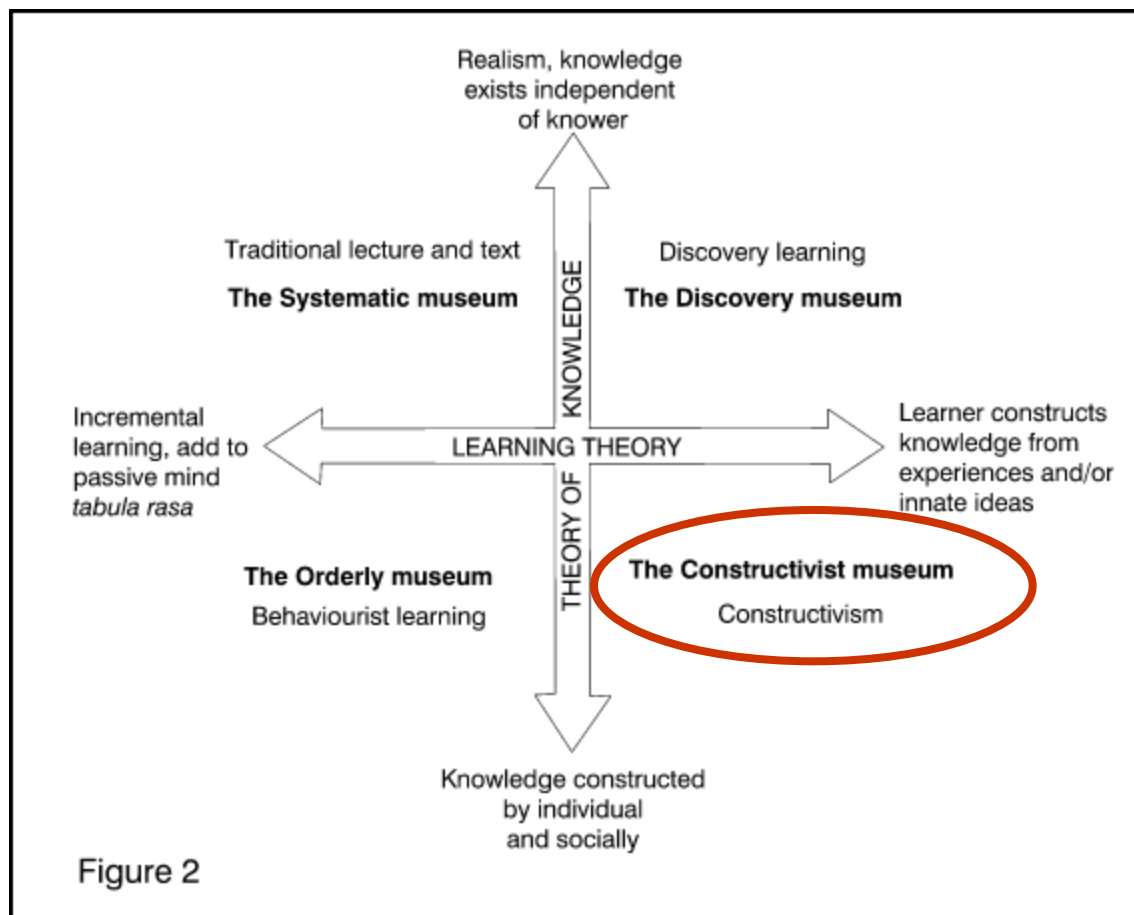 Realism, knowledge
exists independent
of knower
Traditional lecture and text
The Systematic museum
Discovery learning
The Discovery museum
THEORY OF KNOWLEDGE
Incremental
learning, add to
passive mind
tabula rasa
LEARNING THEORY
Learner constructs
knowledge from
experiences and/or
innate ideas
The Orderly museum
Behaviourist learning
The Constructivist museum
Constructivism
Knowledge constructed
by individual
and socially
Figure 2